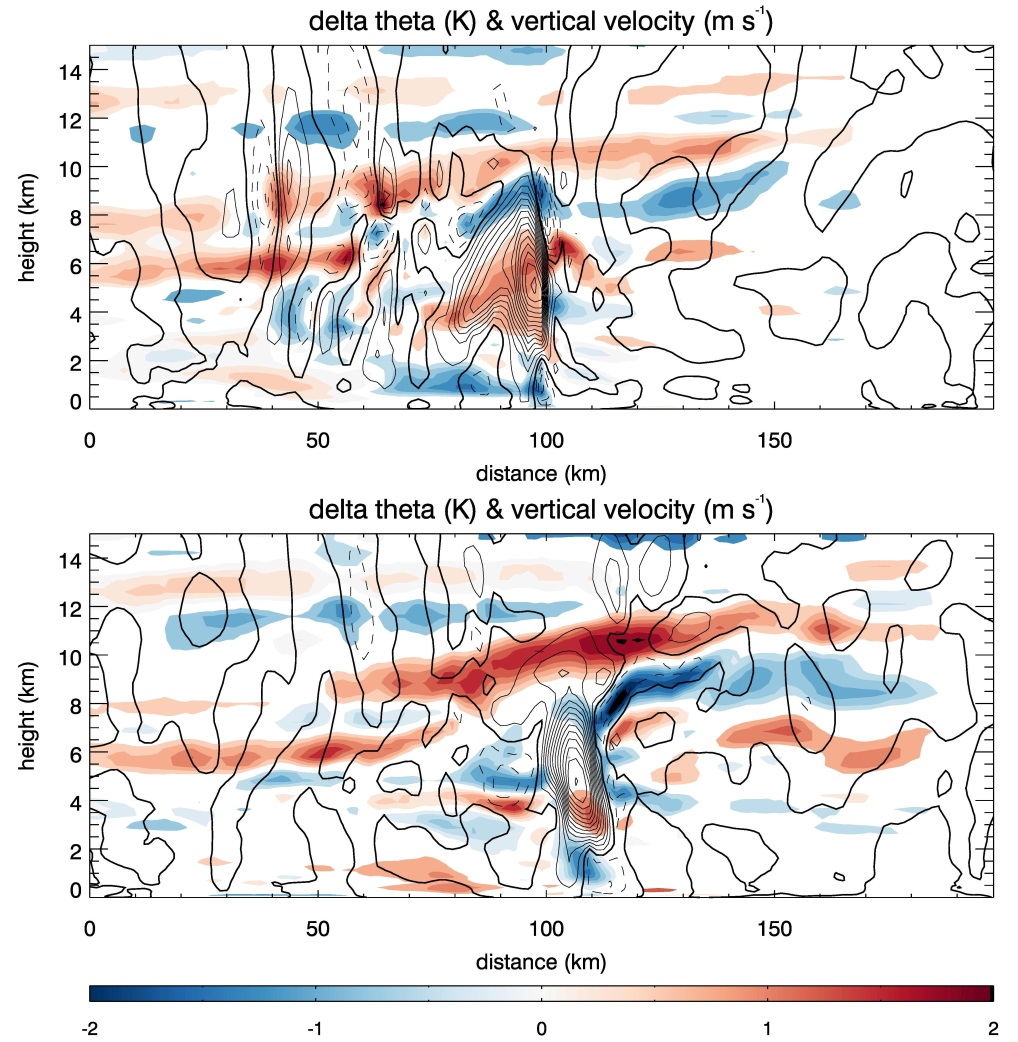 delta theta (K) & vertical velocity (m s⁻¹)
14
12
10
8
6
4
2
0
height (km)
0 50 100 150
distance (km)
delta theta (K) & vertical velocity (m s⁻¹)
14
12
10
8
6
4
2
0
height (km)
0 50 100 150
distance (km)
-2 -1 0 1 2